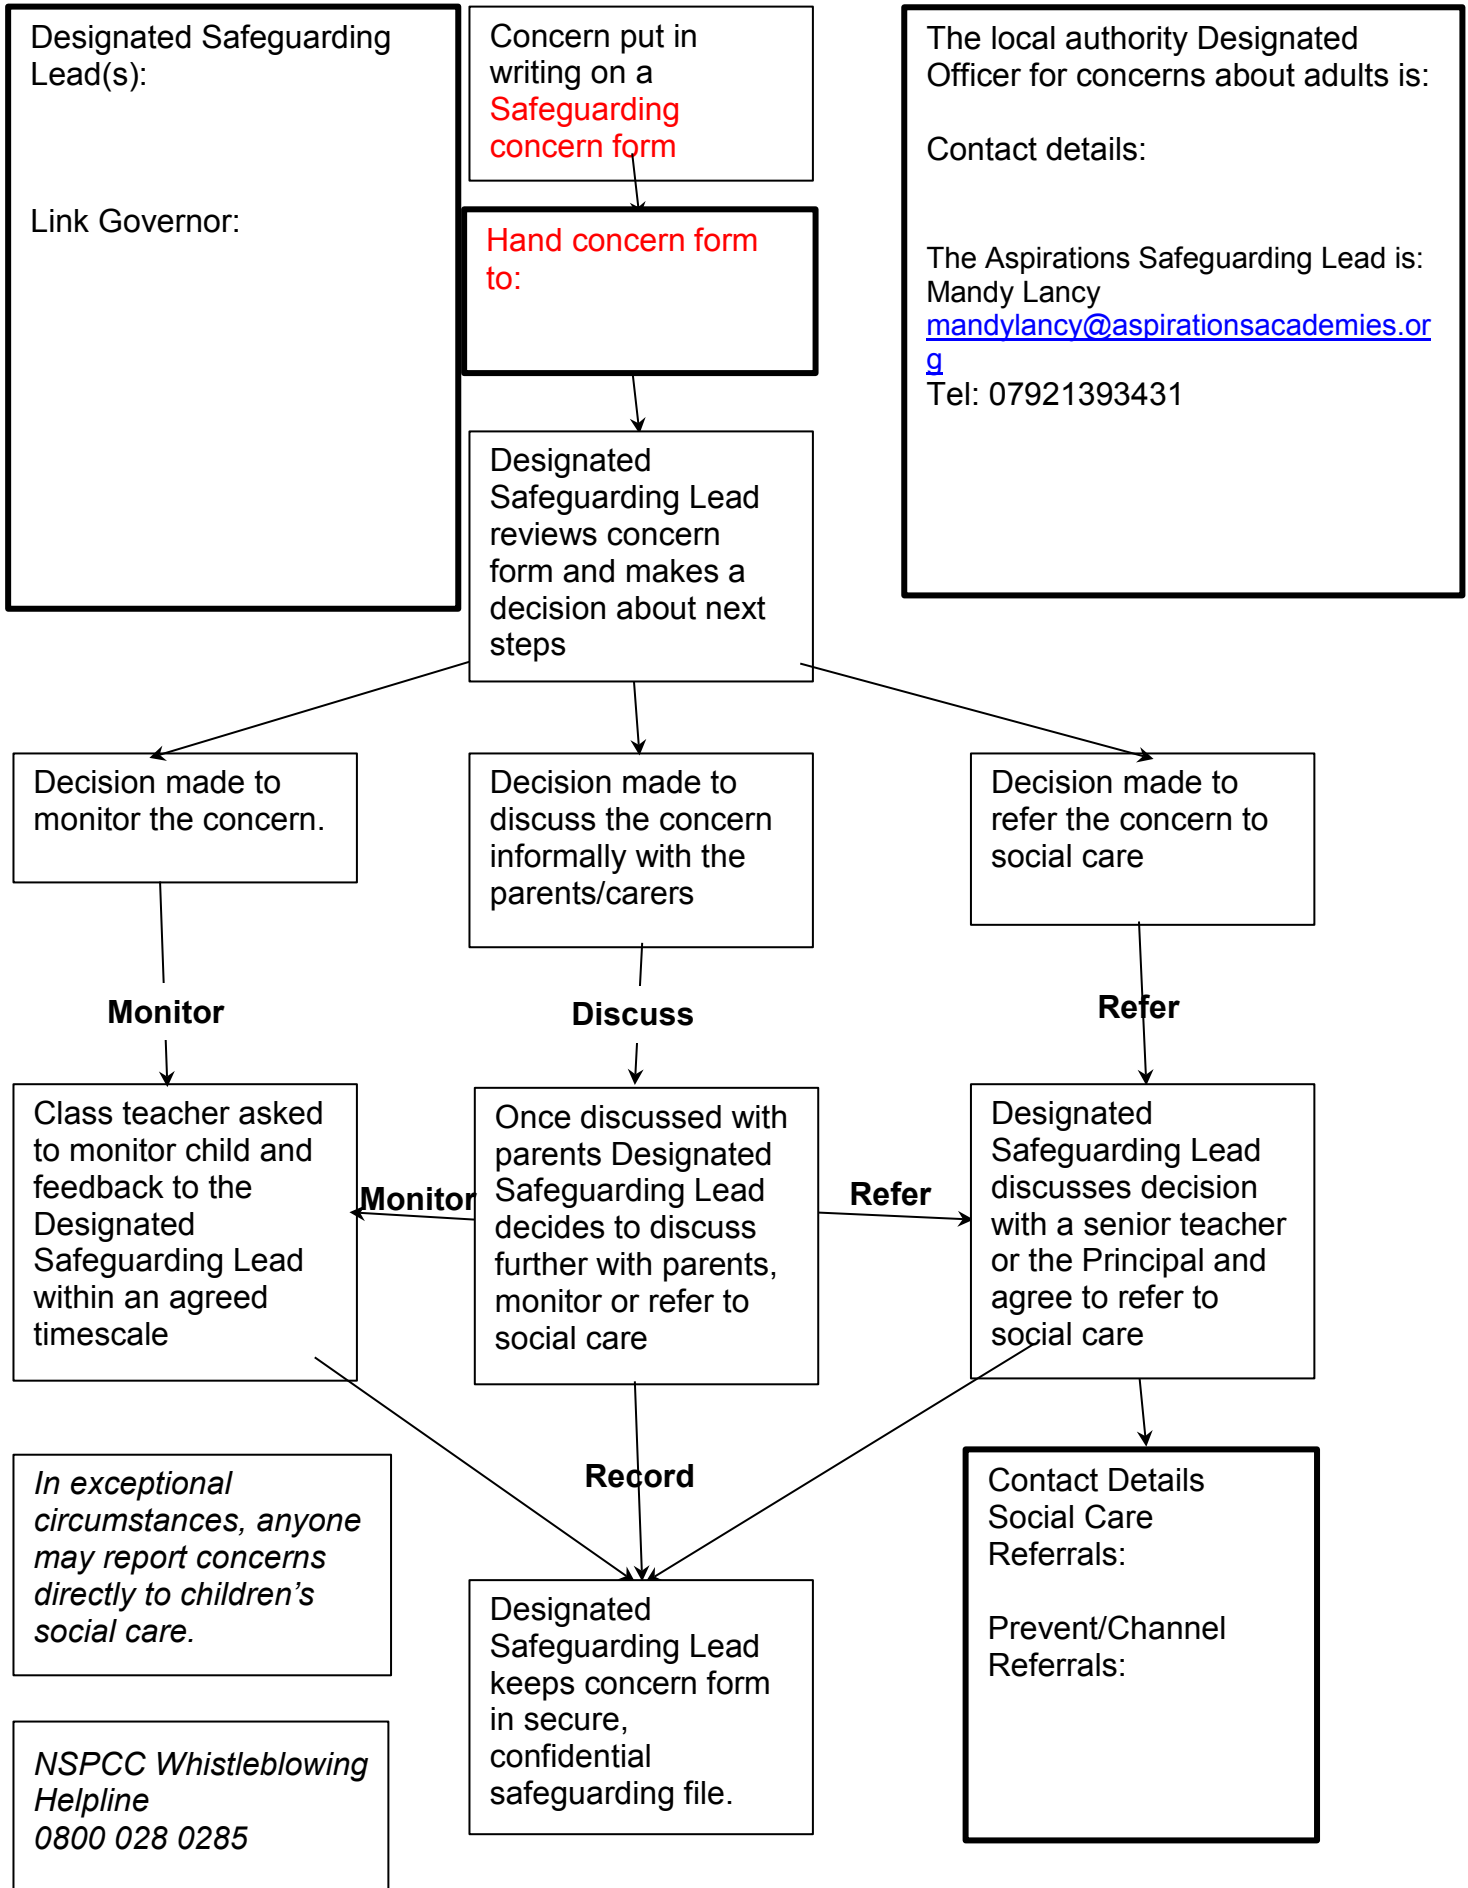 Designated Safeguarding
Lead(s):
Link Governor:
Concern put in
writing on a
Safeguarding
concern form
The local authority Designated
Officer for concerns about adults is:
Contact details:
The Aspirations Safeguarding Lead is:
Mandy Lancy
mandylancy@aspirationsacademies.or
g
Tel: 07921393431
Hand concern form
to:
Designated
Safeguarding Lead
reviews concern
form and makes a
decision about next
steps
Decision made to
monitor the concern.
Decision made to
discuss the concern
informally with the
parents/carers
Decision made to
refer the concern to
social care
Monitor
Discuss
Refer
Class teacher asked
to monitor child and
feedback to the
Designated
Safeguarding Lead
within an agreed
timescale
Monitor
Once discussed with
parents Designated
Safeguarding Lead
decides to discuss
further with parents,
monitor or refer to
social care
Refer
Designated
Safeguarding Lead
discusses decision
with a senior teacher
or the Principal and
agree to refer to
social care
In exceptional
circumstances, anyone
may report concerns
directly to children’s
social care.
Record
Contact Details
Social Care
Referrals:
Prevent/Channel
Referrals:
Designated
Safeguarding Lead
keeps concern form
in secure,
confidential
safeguarding file.
NSPCC Whistleblowing
Helpline
0800 028 0285